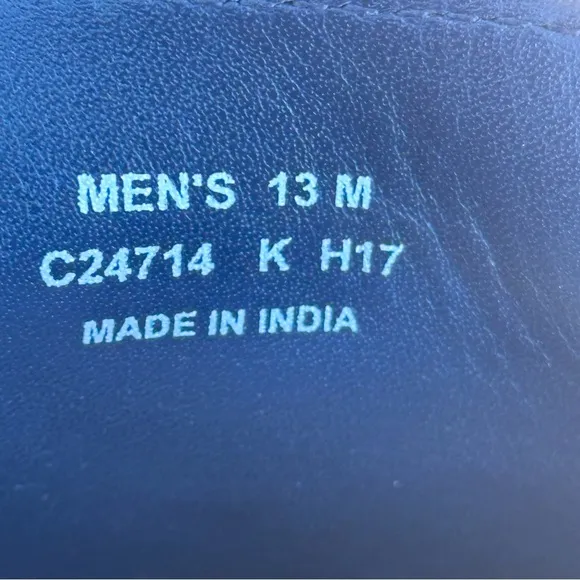 MEN'S 13 M
C24714 K H17
MADE IN INDIA